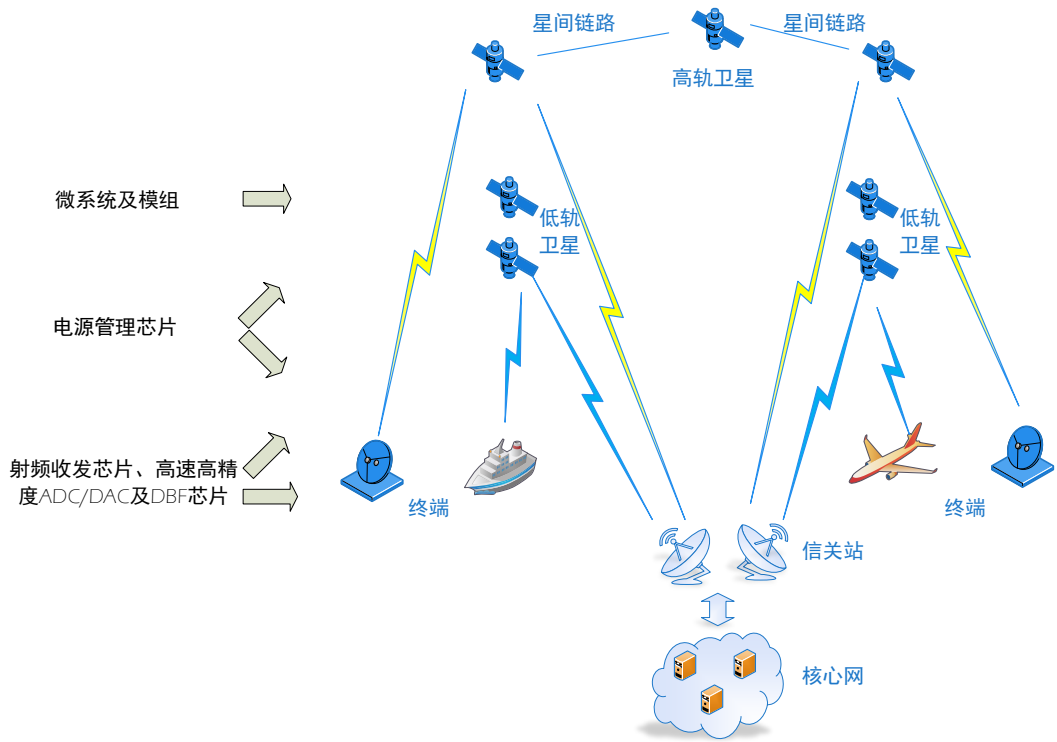 星间链路
星间链路
高轨卫星
微系统及模组
低轨
卫星
低轨
卫星
电源管理芯片
射频收发芯片、高速高精
度ADC/DAC及DBF芯片
终端
终端
信关站
核心网